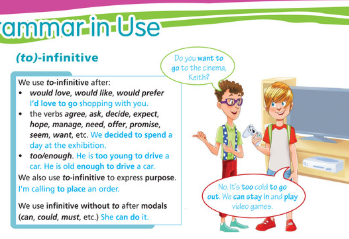 rammar in Use
(to)-infinitive
We use to-infinitive after:
• would love, would like, would prefer
I'd love to go shopping with you.
• the verbs agree, ask, decide, expect,
hope, manage, need, offer, promise,
seem, want, etc. We decided to spend a
day at the exhibition.
• too/enough. He is too young to drive a
car. He is old enough to drive a car.
We also use to-infinitive to express purpose.
I'm calling to place an order.
We use infinitive without to after modals
(can, could, must, etc.) She can do it.
Do you want to
go to the cinema,
Keith?
No. It's too cold to go
out. We can stay in and play
video games.